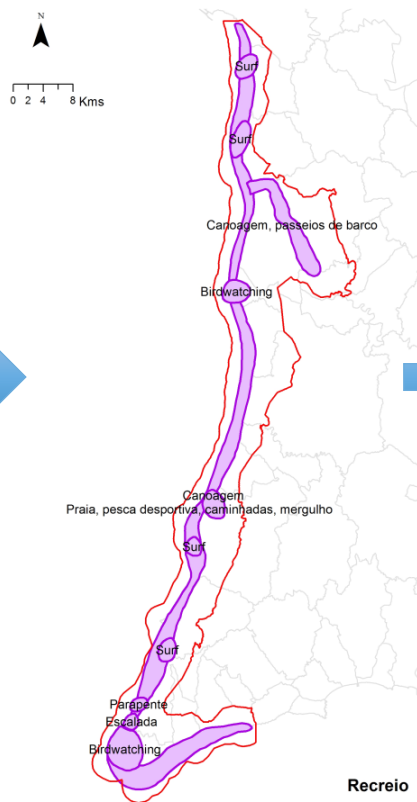 N
0 2 4 8 Kms
Surf
Surf
Canoagem, passeios de barco
Birdwatching
Canoagem
Praia, pesca desportiva, caminhadas, mergulho
Surf
Surf
Parapente
Escalada
Birdwatching
Recreio